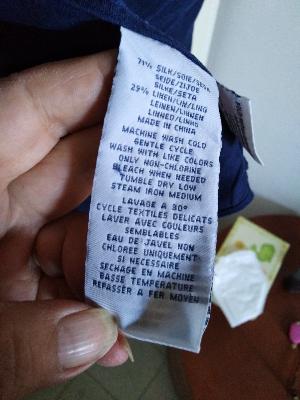 71% SILK/SOIE/SEDA
SEIDE/ZIJDE
SILKE/SETA
29% LINEN/LIN/LINO
LEINEN/LINNEN
LINNED/LINHO
MADE IN CHINA
MACHINE WASH COLD
GENTLE CYCLE
WASH WITH LIKE COLORS
ONLY NON-CHLORINE
BLEACH WHEN NEEDED
TUMBLE DRY LOW
STEAM IRON MEDIUM
LAVAGE A 30°
CYCLE TEXTILES DELICATS
LAVER AVEC COULEURS
SEMBLABLES
EAU DE JAVEL NON
CHLOREE UNIQUEMENT
SI NECESSAIRE
SECHAGE EN MACHINE
BASSE TEMPERATURE
REPASSER A FER MOYEN